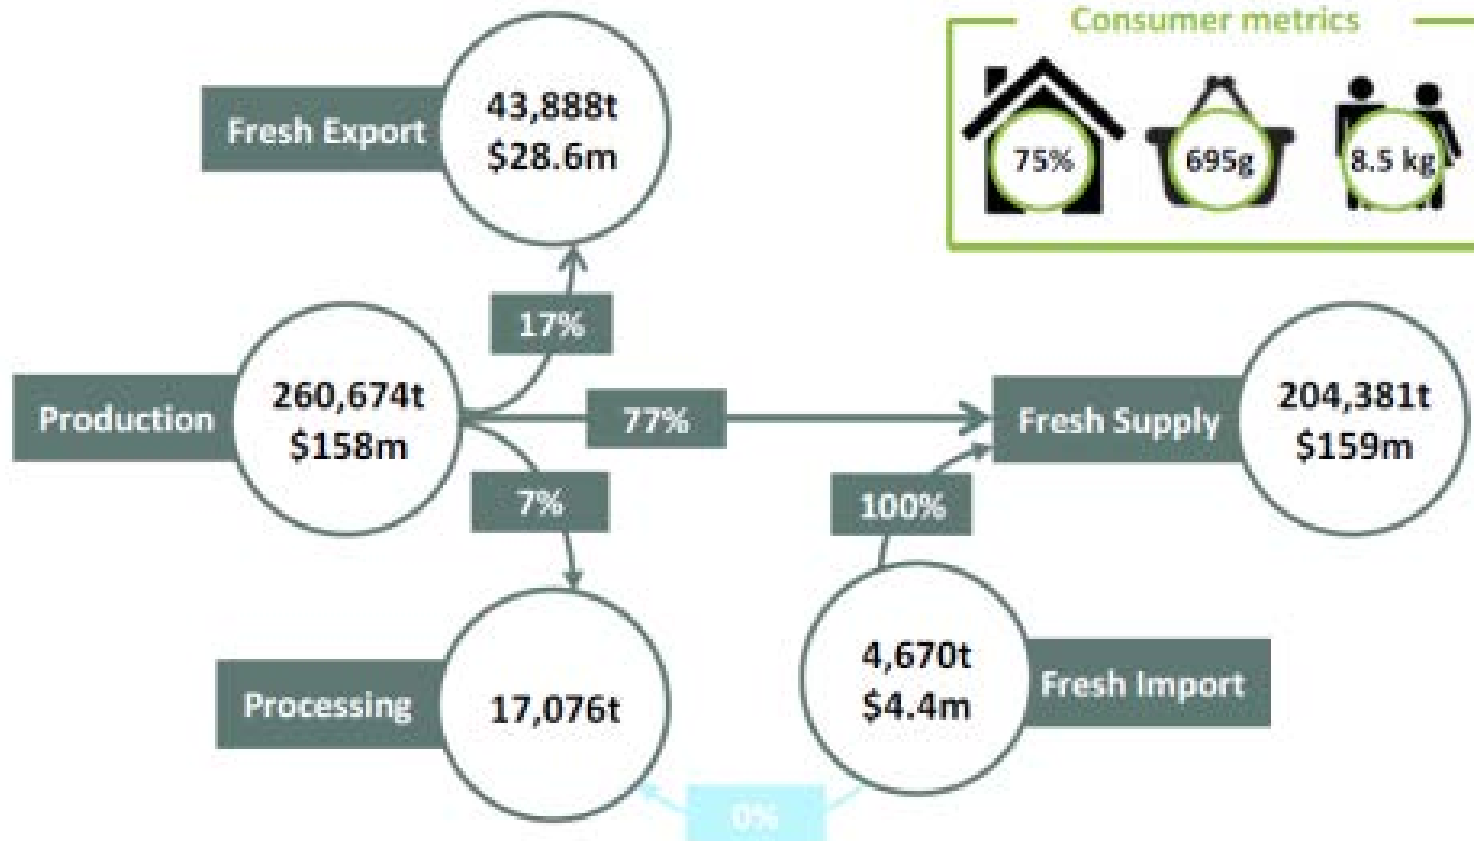 Consumer metrics
75%
695g
8.5 kg
Fresh Export
43,888t
$28.6m
17%
Production
260,674t
$158m
77%
Fresh Supply
204,381t
$159m
7%
100%
Processing
17,076t
4,670t
$4.4m
Fresh Import
0%